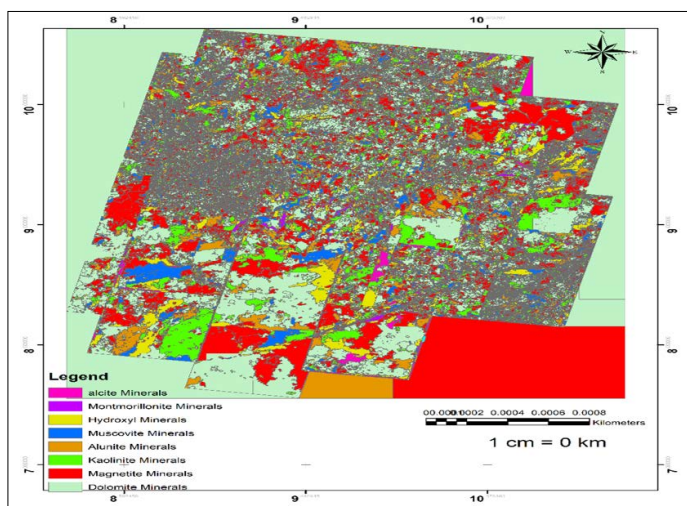 8 9 10
N
W E
S
10 10
9 9
8 8
Legend
alcite Minerals
Montmorillonite Minerals
Hydroxyl Minerals
Muscovite Minerals
Alunite Minerals
Kaolinite Minerals
Magnetite Minerals
Dolomite Minerals
0.0002 0.0004 0.0006 0.0008
Kilometers
1 cm = 0 km
7 7
8 9 10